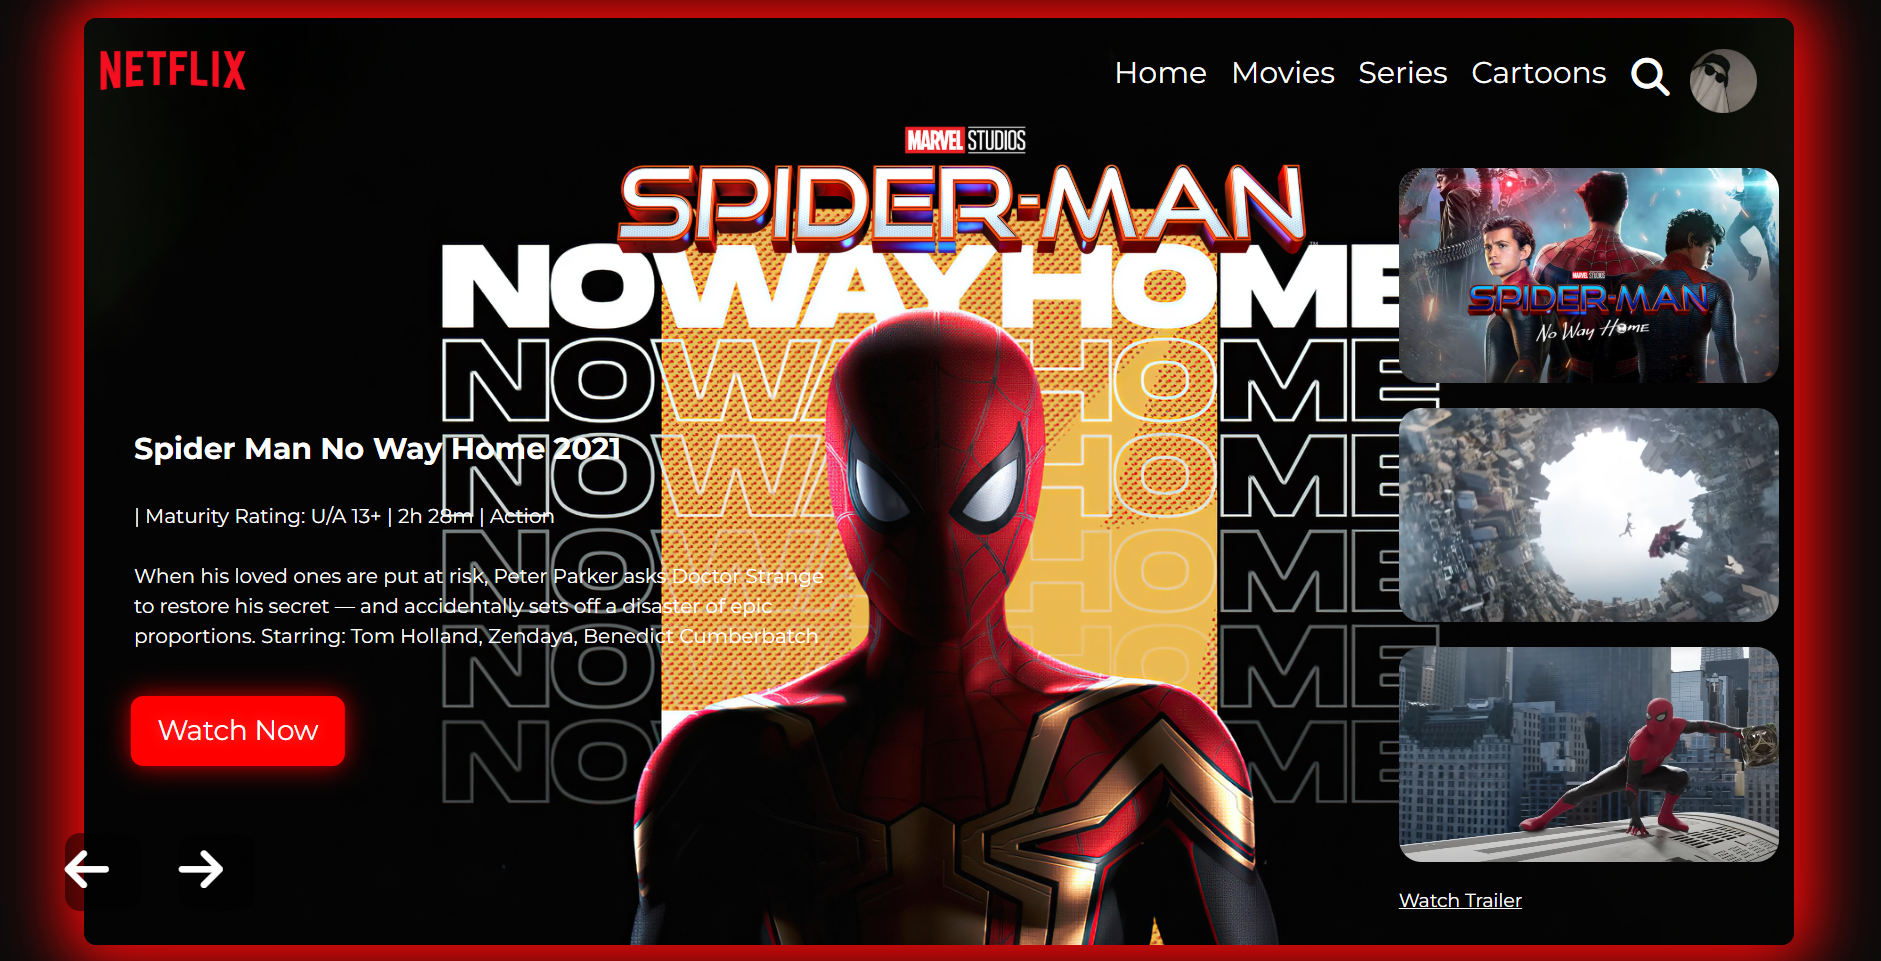 NETFLIX
Home Movies Series Cartoons
MARVEL STUDIOS
SPIDER-MAN
NO WAY HOME
NO WAY HOME
NO WAY HOME
NO WAY HOME
NO WAY HOME
NO WAY HOME
Spider Man No Way Home 2021
| Maturity Rating: U/A 13+ | 2h 28m | Action
When his loved ones are put at risk, Peter Parker asks Doctor Strange
to restore his secret — and accidentally sets off a disaster of epic
proportions. Starring: Tom Holland, Zendaya, Benedict Cumberbatch
Watch Now
MARVEL STUDIOS
SPIDER-MAN
No Way Home
Watch Trailer